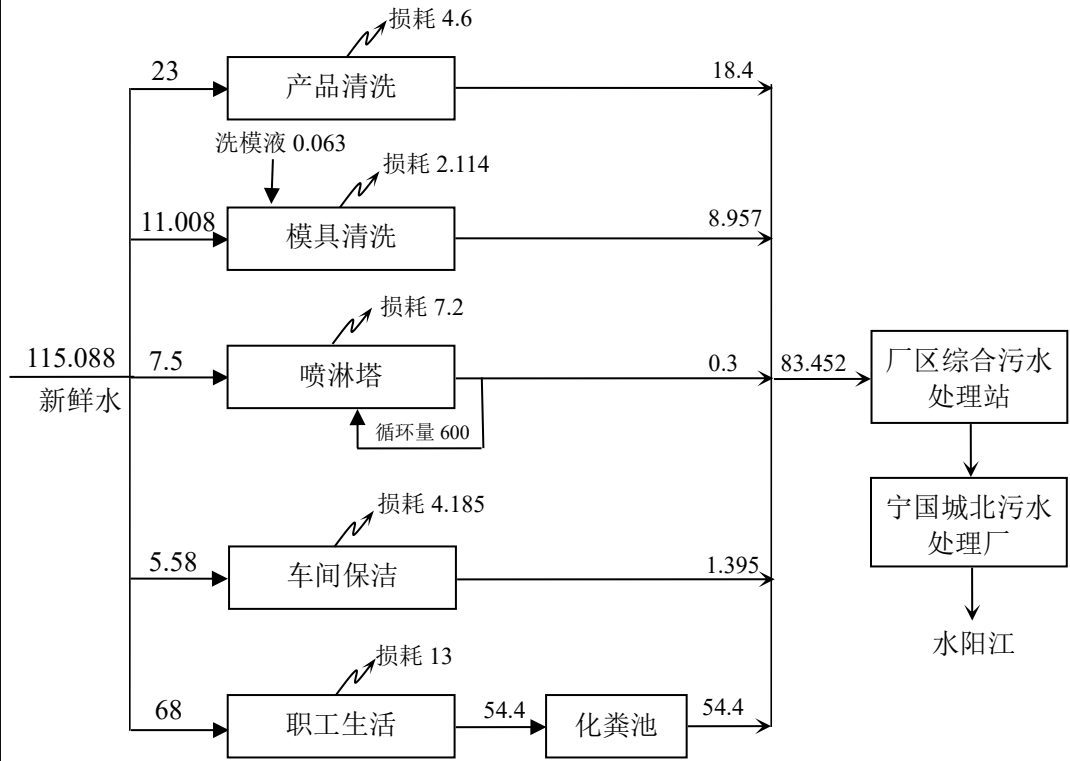 损耗 4.6
23
产品清洗
18.4
洗模液 0.063
损耗 2.114
11.008
模具清洗
8.957
损耗 7.2
115.088
新鲜水
7.5
喷淋塔
0.3
循环量 600
83.452
厂区综合污水
处理站
宁国城北污水
处理厂
水阳江
损耗 4.185
5.58
车间保洁
1.395
损耗 13
68
职工生活
54.4
化粪池
54.4